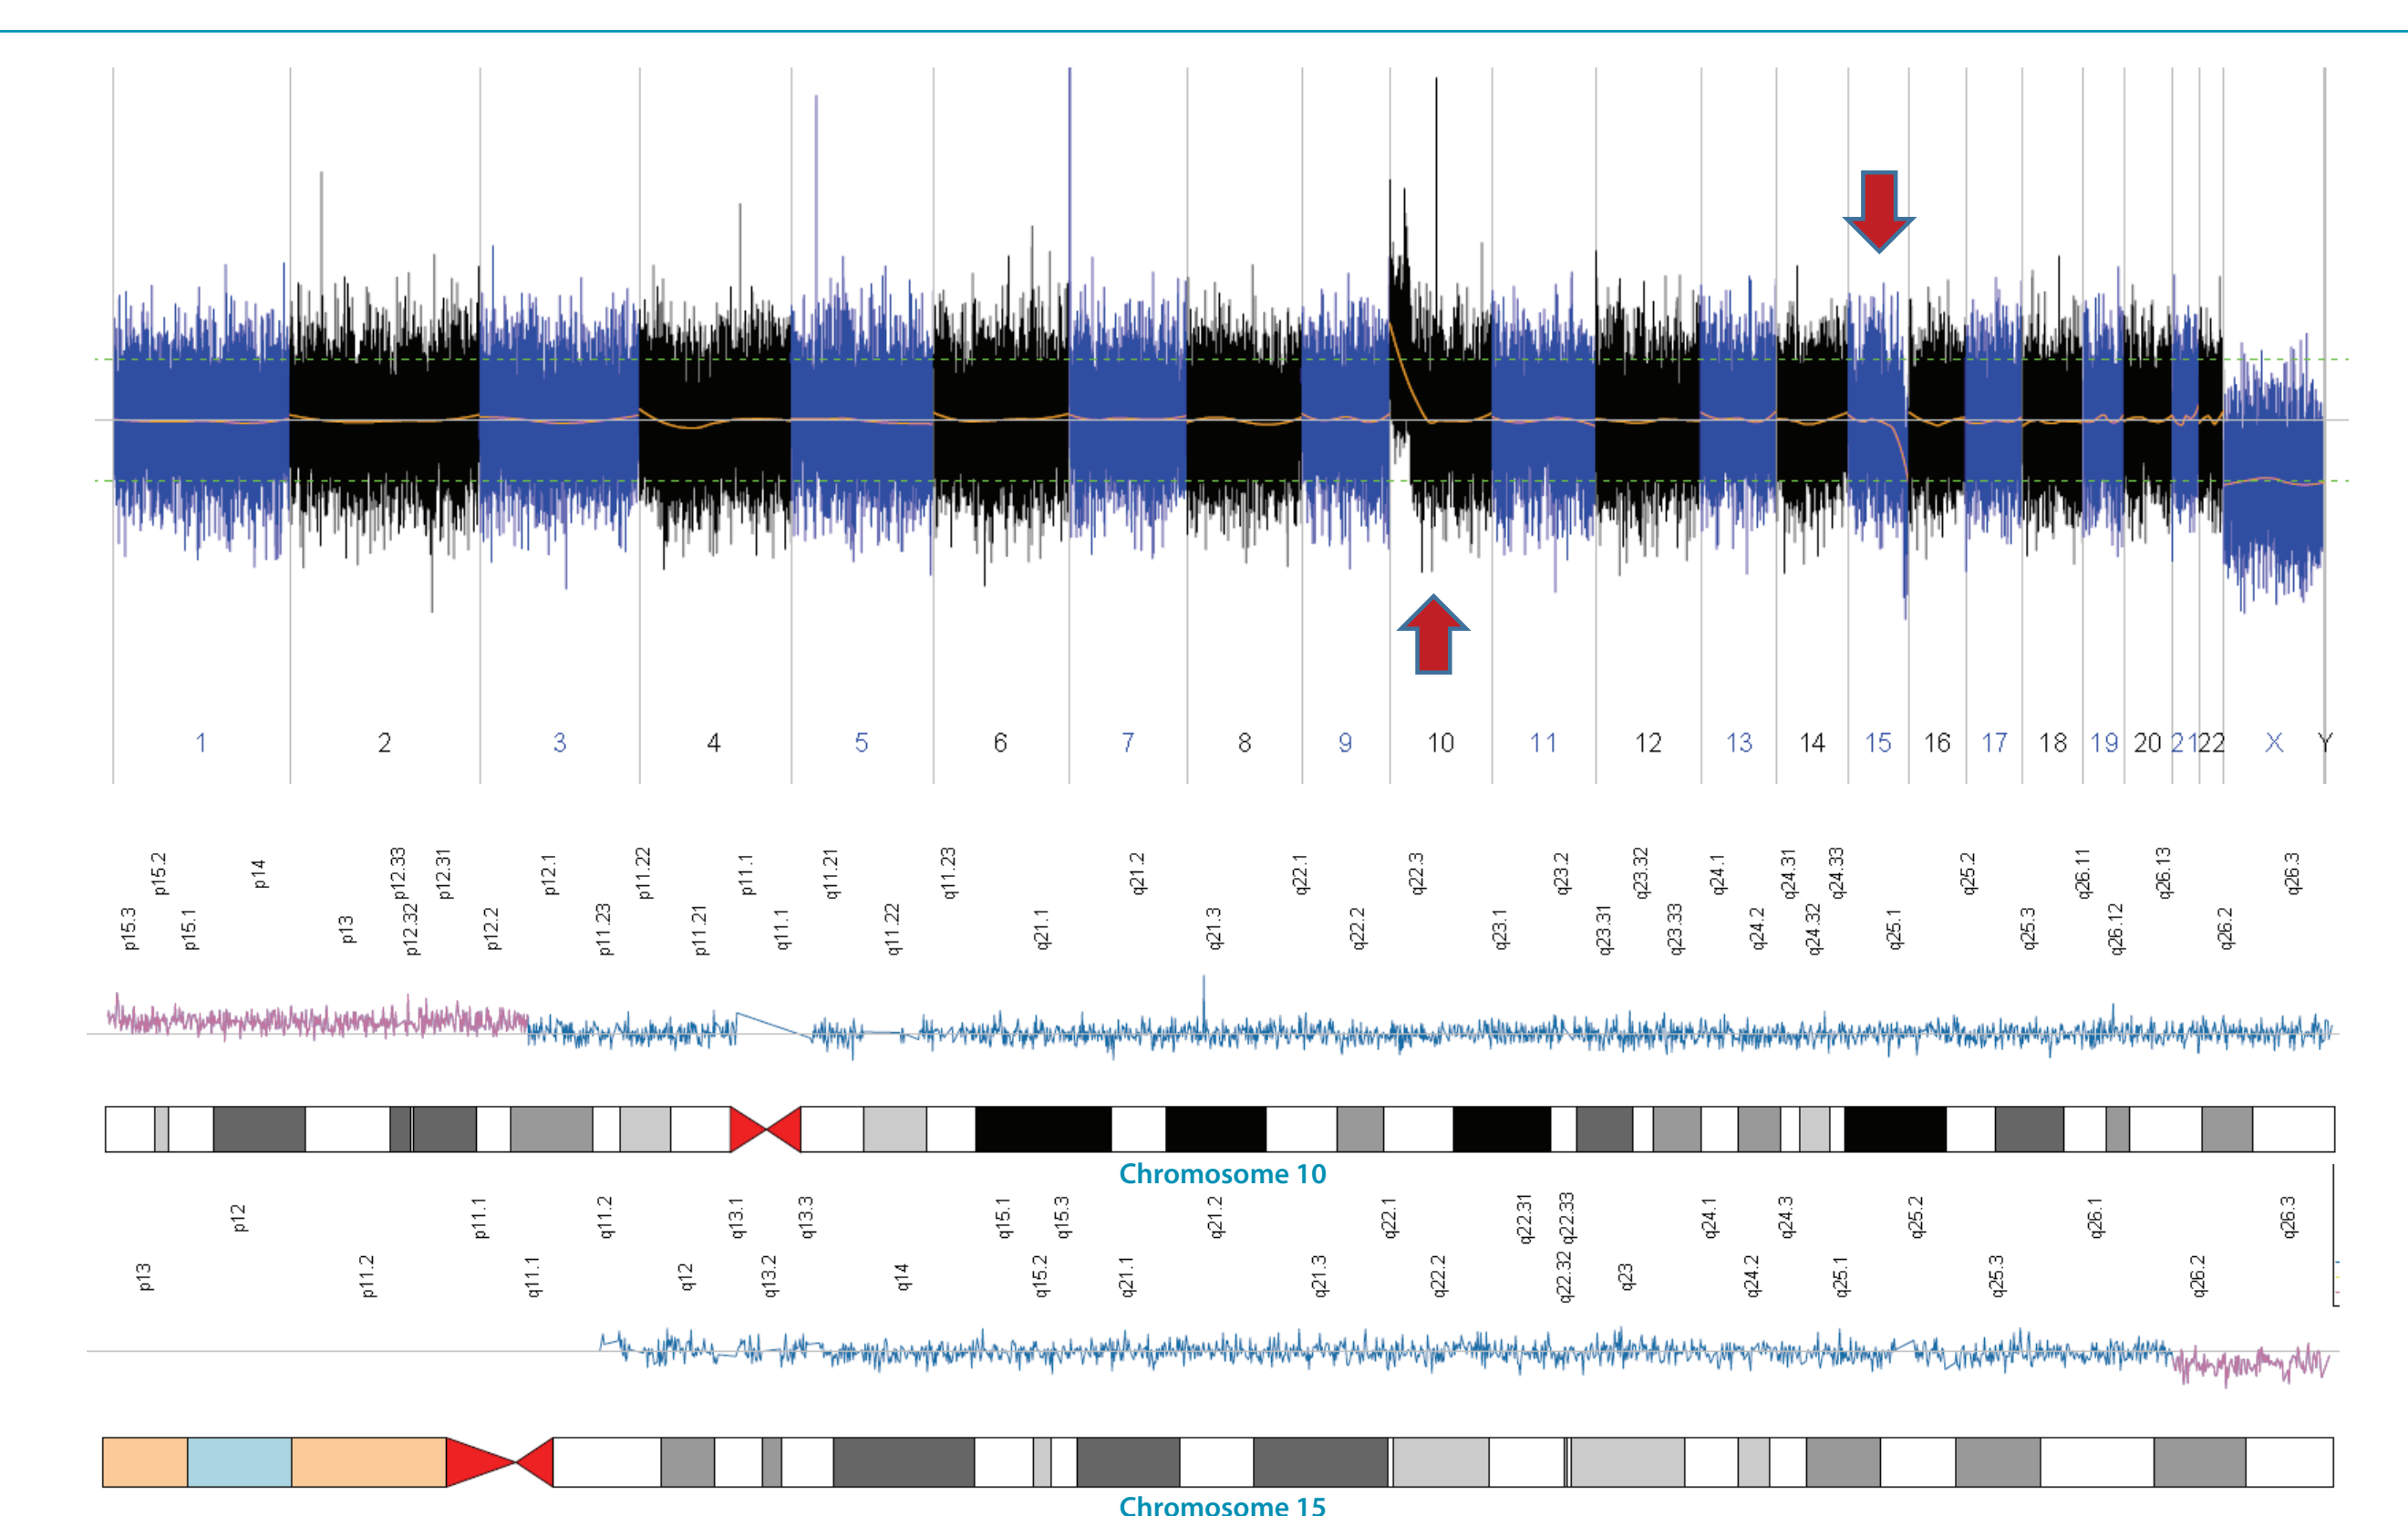 1 2 3 4 5 6 7 8 9 10 11 12 13 14 15 16 17 18 19 20 21 22 X Y
p15.2 p14 p12.33 p12.31 p12.1 p11.22 p11.1 q11.21 q11.23 q21.2 q22.1 q22.3 q23.2 q23.32 q24.1 q24.31 q24.33 q25.2 q26.11 q26.13 q26.3
p15.3 p15.1 p13 p12.32 p12.2 p11.23 p11.21 q11.1 q11.22 q21.1 q21.3 q22.2 q23.1 q23.31 q23.33 q24.2 q24.32 q25.1 q25.3 q26.12 q26.2
Chromosome 10
p12 p11.1 q11.2 q13.1 q13.3 q15.1 q15.3 q21.2 q22.1 q22.31 q22.33 q24.1 q24.3 q25.2 q26.1 q26.3
p13 p11.2 q11.1 q12 q13.2 q14 q15.2 q21.1 q21.3 q22.2 q22.32 q23 q24.2 q25.1 q25.3 q26.2
Chromosome 15